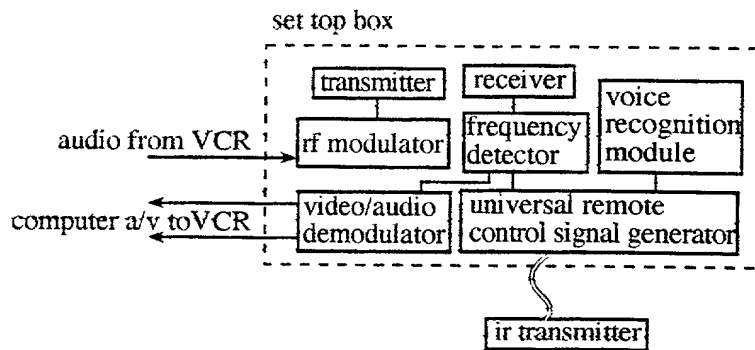 set top box
transmitter
receiver
voice
recognition
module
audio from VCR
rf modulator
frequency
detector
computer a/v toVCR
video/audio
demodulator
universal remote
control signal generator
ir transmitter